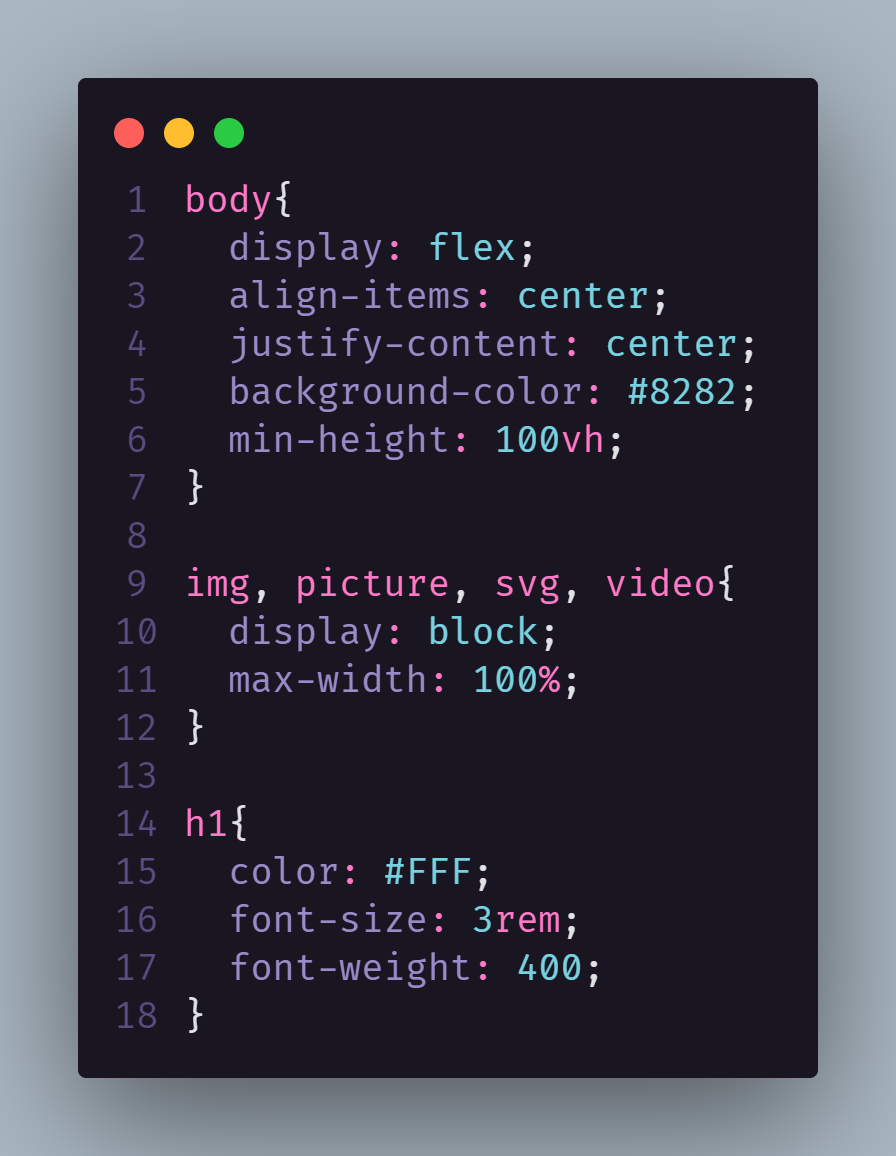 1 body{
2   display: flex;
3   align-items: center;
4   justify-content: center;
5   background-color: #8282;
6   min-height: 100vh;
7 }
8
9 img, picture, svg, video{
10   display: block;
11   max-width: 100%;
12 }
13
14 h1{
15   color: #FFF;
16   font-size: 3rem;
17   font-weight: 400;
18 }